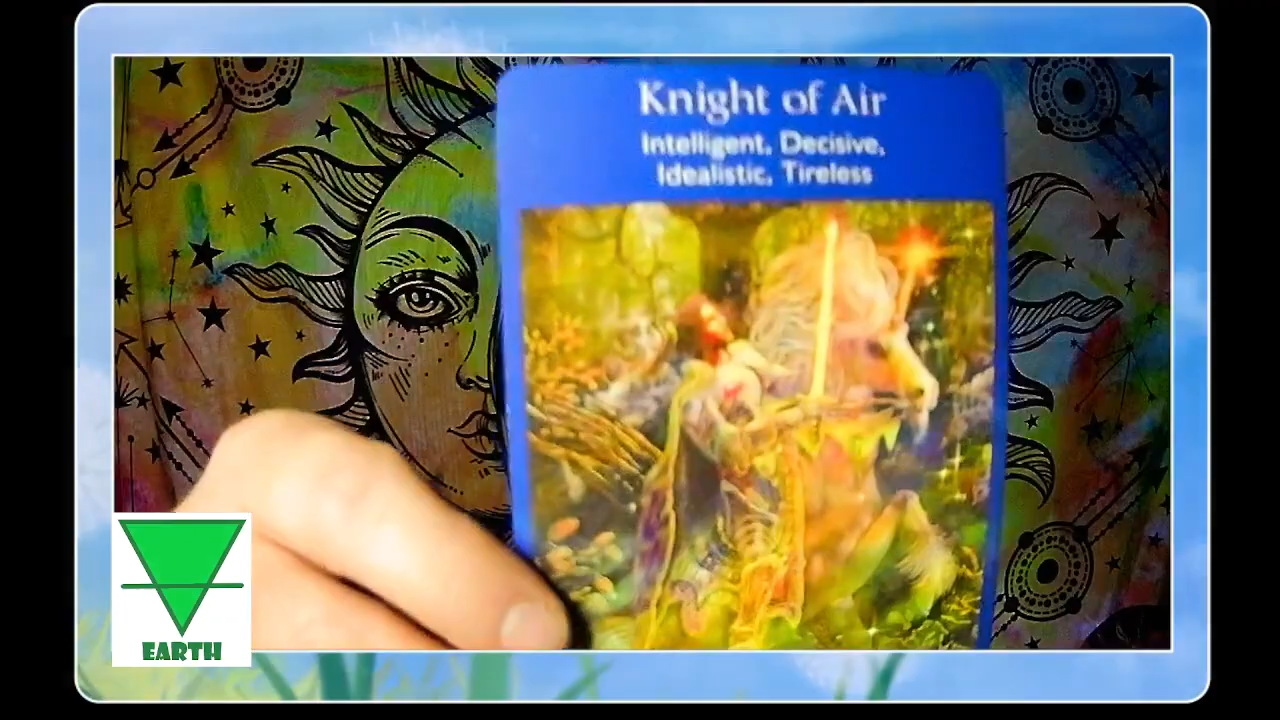 Knight of Air
Intelligent, Decisive,
Idealistic, Tireless
EARTH